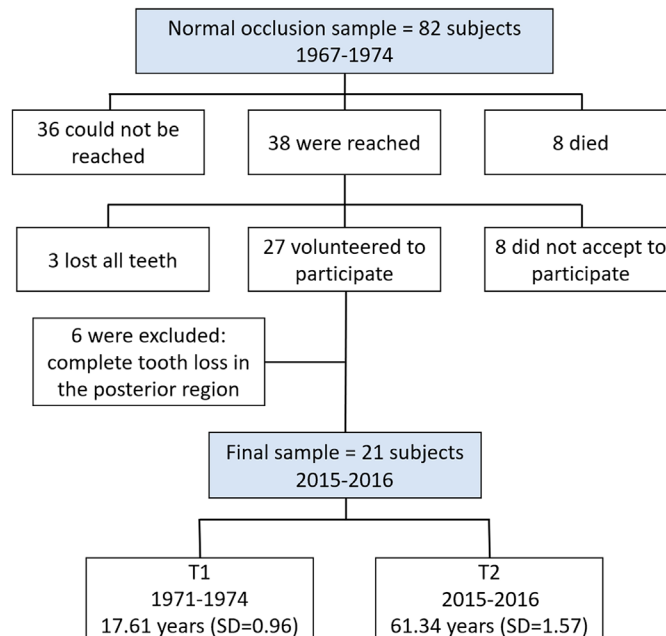 Normal occlusion sample = 82 subjects
1967-1974
36 could not be
reached
38 were reached
8 died
3 lost all teeth
27 volunteered to
participate
8 did not accept to
participate
6 were excluded:
complete tooth loss in
the posterior region
Final sample = 21 subjects
2015-2016
T1
1971-1974
17.61 years (SD=0.96)
T2
2015-2016
61.34 years (SD=1.57)